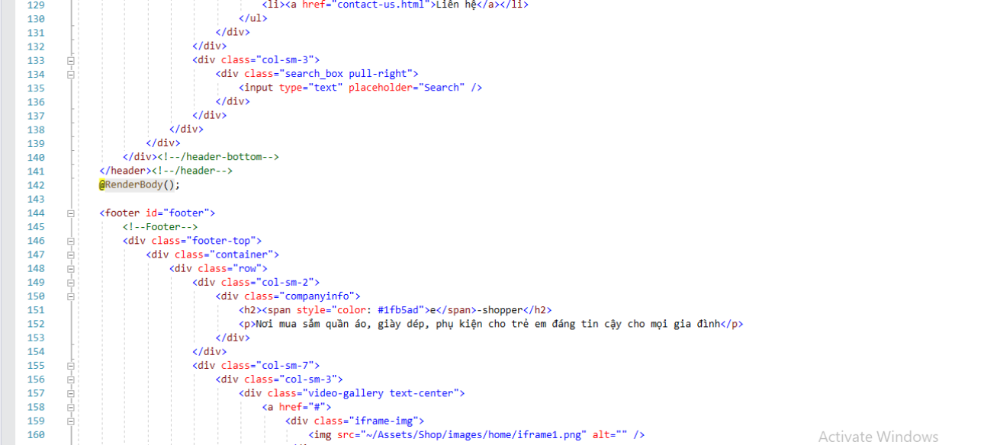 129 <li><a href="contact-us.html">Liên hệ</a></li>
130 </ul>
131 </div>
132 </div>
133 <div class="col-sm-3">
134 <div class="search_box pull-right">
135 <input type="text" placeholder="Search" />
136 </div>
137 </div>
138 </div>
139 </div>
140 </div><!--/header-bottom-->
141 </header><!--/header-->
142 @RenderBody();
143
144 <footer id="footer">
145 <!--Footer-->
146 <div class="footer-top">
147 <div class="container">
148 <div class="row">
149 <div class="col-sm-2">
150 <div class="companyinfo">
151 <h2><span style="color: #1fb5ad">e</span>-shopper</h2>
152 <p>Nơi mua sắm quần áo, giày dép, phụ kiện cho trẻ em đáng tin cậy cho mọi gia đình</p>
153 </div>
154 </div>
155 <div class="col-sm-7">
156 <div class="col-sm-3">
157 <div class="video-gallery text-center">
158 <a href="#">
159 <div class="iframe-img">
160 <img src="~/Assets/Shop/images/home/iframe1.png" alt="" />
Activate Windows